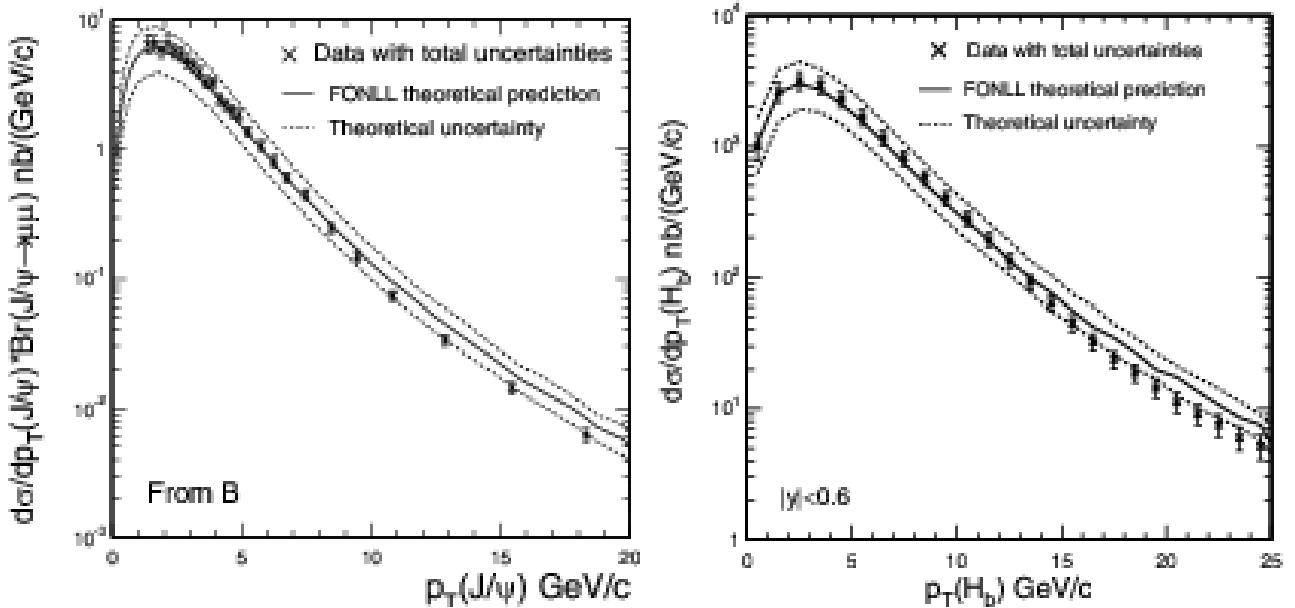 dσ/dp_T(J/ψ)*Br(J/ψ→μμ) nb/(GeV/c)
10¹
1
10⁻¹
10⁻²
10⁻³
Data with total uncertainties
FONLL theoretical prediction
Theoretical uncertainty
From B
0 5 10 15 20
p_T(J/ψ) GeV/c
dσ/dp_T(H_b) nb/(GeV/c)
10⁴
10³
10²
10¹
1
Data with total uncertainties
FONLL theoretical prediction
Theoretical uncertainty
|y|<0.6
0 5 10 15 20 25
p_T(H_b) GeV/c